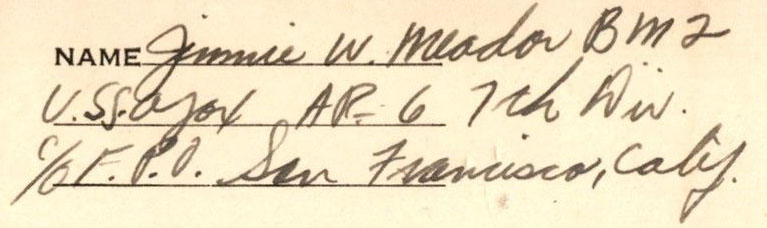 NAME Jimmie W. Meador BM2
U.S.S. Ajax AR-6 7th Div.
c/o F.P.O. San Francisco, Calif.